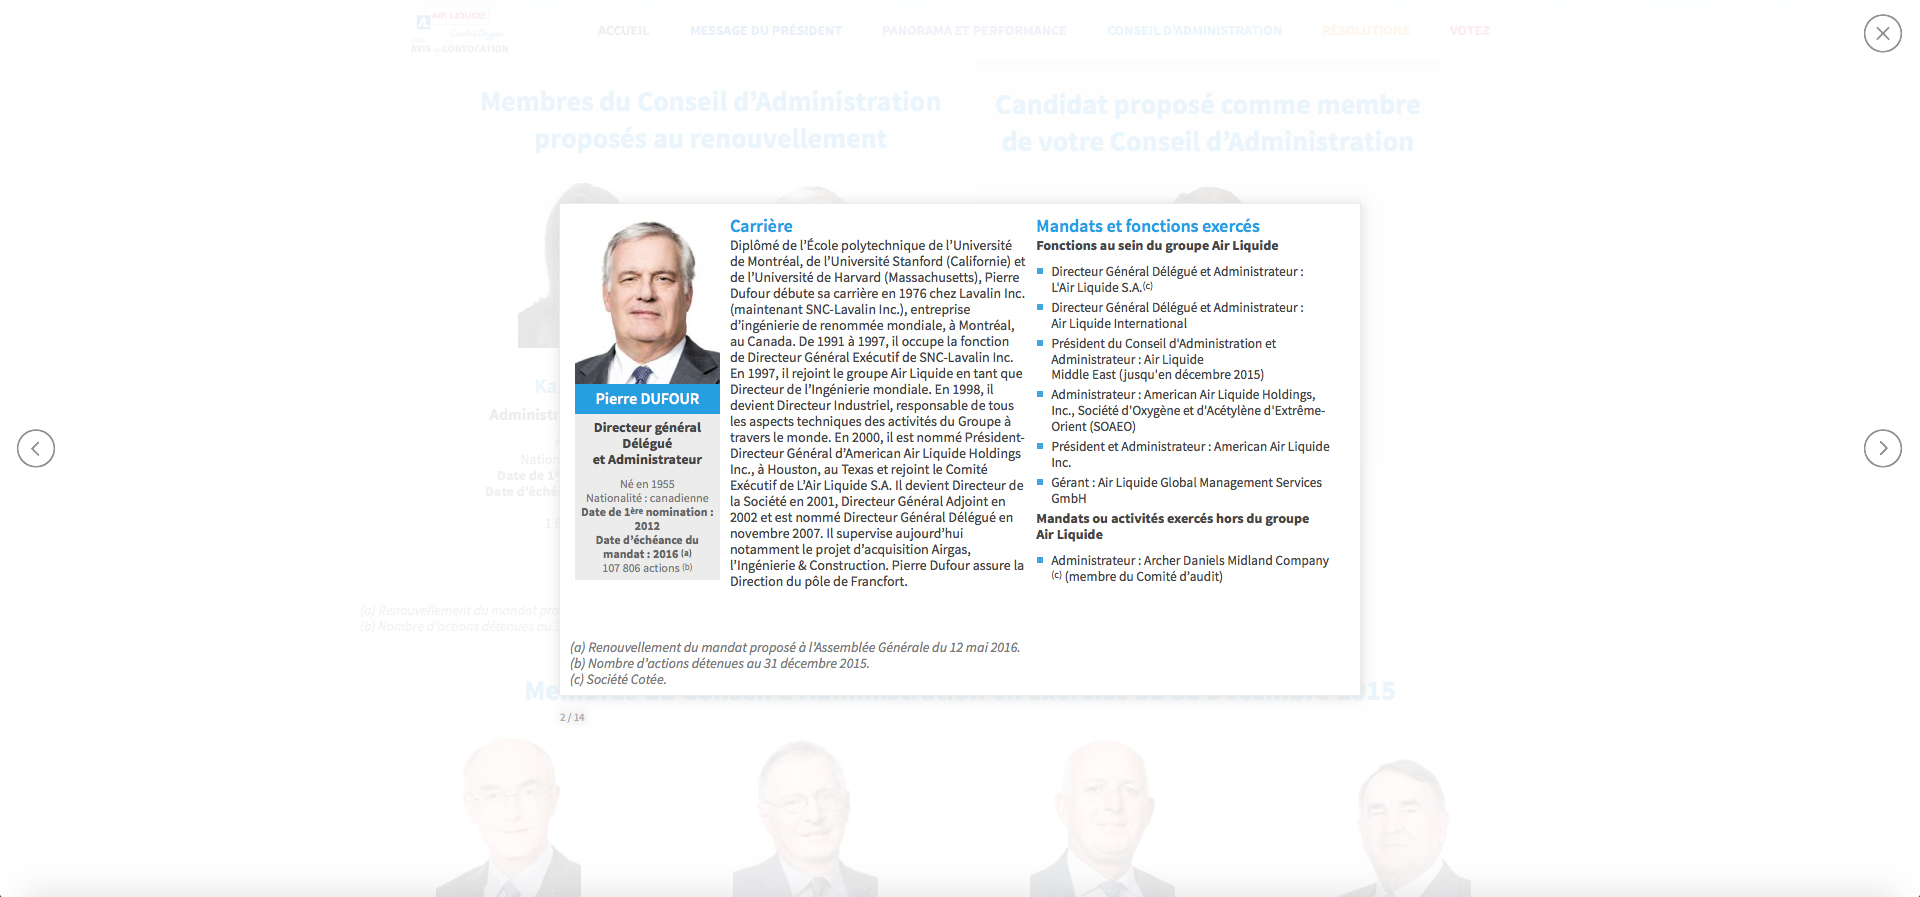 AIR LIQUIDE
AVIS DE CONVOCATION
ACCUEIL
MESSAGE DU PRÉSIDENT
PANORAMA ET PERFORMANCE
CONSEIL D'ADMINISTRATION
RÉSOLUTIONS
VOTEZ
Membres du Conseil d’Administration
proposés au renouvellement
Candidat proposé comme membre
de votre Conseil d’Administration
Pierre DUFOUR
Directeur général
Délégué
et Administrateur
Né en 1955
Nationalité : canadienne
Date de 1ère nomination :
2012
Date d’échéance du
mandat : 2016 (a)
107 806 actions (b)
Carrière
Diplômé de l’École polytechnique de l’Université
de Montréal, de l’Université Stanford (Californie) et
de l’Université de Harvard (Massachusetts), Pierre
Dufour débute sa carrière en 1976 chez Lavalin Inc.
(maintenant SNC-Lavalin Inc.), entreprise
d’ingénierie de renommée mondiale, à Montréal,
au Canada. De 1991 à 1997, il occupe la fonction
de Directeur Général Exécutif de SNC-Lavalin Inc.
En 1997, il rejoint le groupe Air Liquide en tant que
Directeur de l’Ingénierie mondiale. En 1998, il
devient Directeur Industriel, responsable de tous
les aspects techniques des activités du Groupe à
travers le monde. En 2000, il est nommé Président-
Directeur Général d’American Air Liquide Holdings
Inc., à Houston, au Texas et rejoint le Comité
Exécutif de L’Air Liquide S.A. Il devient Directeur de
la Société en 2001, Directeur Général Adjoint en
2002 et est nommé Directeur Général Délégué en
novembre 2007. Il supervise aujourd’hui
notamment le projet d’acquisition Airgas,
l’Ingénierie & Construction. Pierre Dufour assure la
Direction du pôle de Francfort.
Mandats et fonctions exercés
Fonctions au sein du groupe Air Liquide
Directeur Général Délégué et Administrateur :
L'Air Liquide S.A.(c)
Directeur Général Délégué et Administrateur :
Air Liquide International
Président du Conseil d'Administration et
Administrateur : Air Liquide
Middle East (jusqu'en décembre 2015)
Administrateur : American Air Liquide Holdings,
Inc., Société d'Oxygène et d'Acétylène d'Extrême-
Orient (SOAEO)
Président et Administrateur : American Air Liquide
Inc.
Gérant : Air Liquide Global Management Services
GmbH
Mandats ou activités exercés hors du groupe
Air Liquide
Administrateur : Archer Daniels Midland Company
(c) (membre du Comité d'audit)
(a) Renouvellement du mandat proposé à l’Assemblée Générale du 12 mai 2016.
(b) Nombre d’actions détenues au 31 décembre 2015.
(c) Société Cotée.
2 / 14
(a) Renouvellement du mandat
(b) Nombre d’actions détenues au